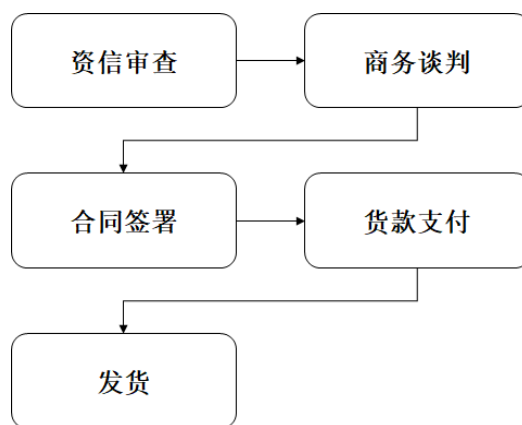 资信审查
商务谈判
合同签署
货款支付
发货